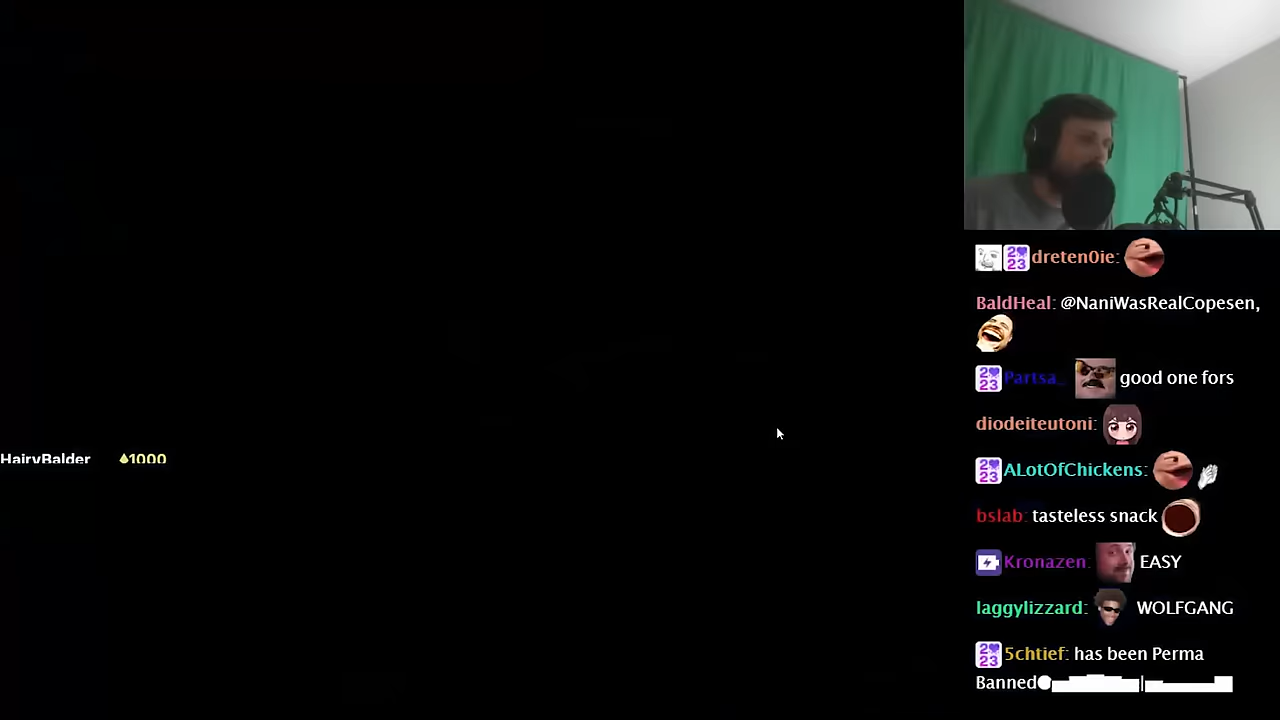 dreten0ie:
BaldHeal: @NaniWasRealCopesen,
Partsa_ good one fors
diodeiteutoni:
HairyBalder 1000
ALotOfChickens:
bslab: tasteless snack
Kronazen: EASY
laggylizzard: WOLFGANG
5chtief: has been Perma
Banned